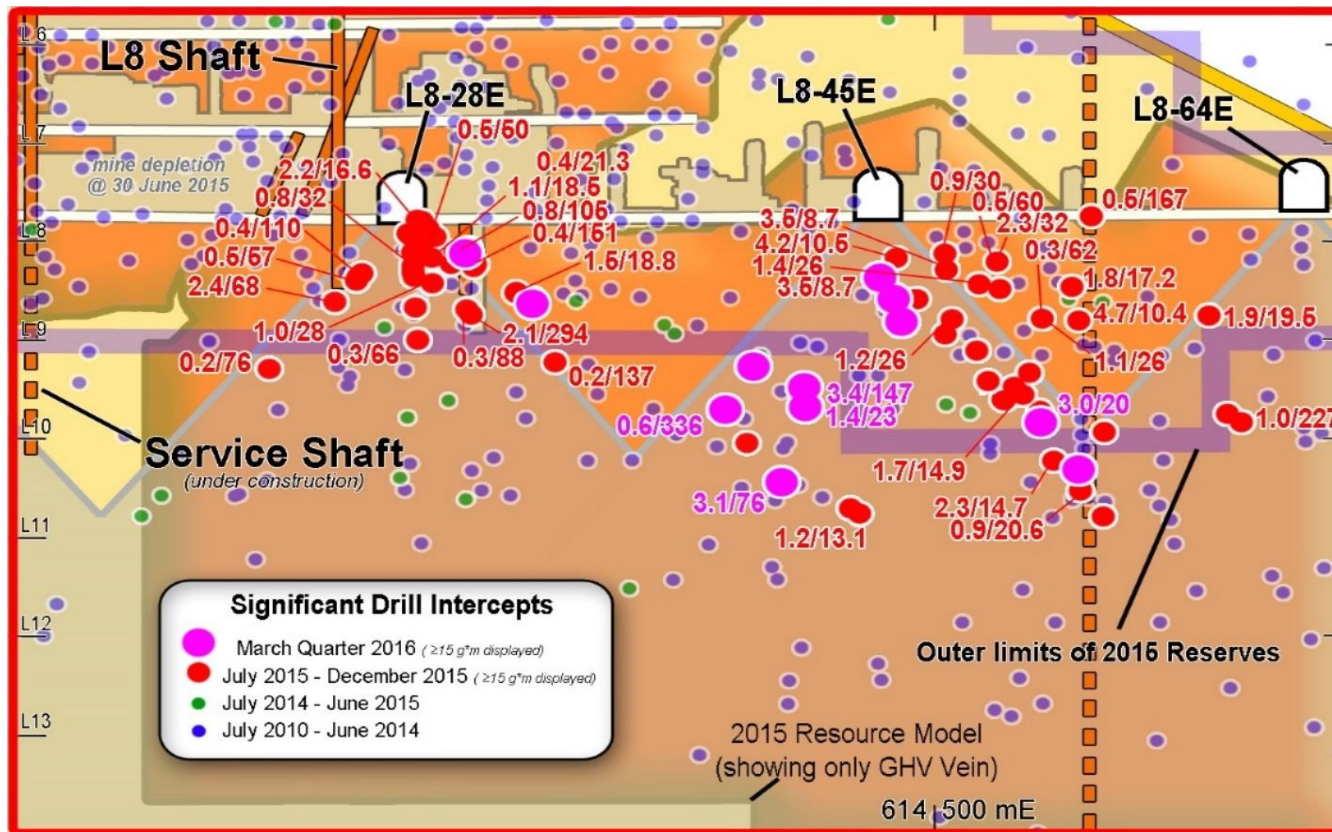 L6
L8 Shaft
L8-28E
L8-45E
L8-64E
L7
mine depletion
@ 30 June 2015
0.5/50
2.2/16.6
0.4/21.3
1.1/18.5
0.8/32
0.8/105
0.4/110
0.4/151
0.5/57
1.5/18.8
2.4/68
0.9/30
0.5/60
0.5/167
3.5/8.7
2.3/32
4.2/10.5
0.3/62
1.4/26
1.8/17.2
3.5/8.7
L8
L9
1.0/28
2.1/294
4.7/10.4
1.9/19.5
0.2/76
0.3/66
0.3/88
0.2/137
1.2/26
1.1/26
3.4/147
1.4/23
3.0/20
0.6/336
1.0/227
L10
Service Shaft
(under construction)
1.7/14.9
3.1/76
2.3/14.7
0.9/20.6
1.2/13.1
L11
L12
L13
Significant Drill Intercepts
March Quarter 2016 ( ≥15 g*m displayed)
July 2015 - December 2015 ( ≥15 g*m displayed)
July 2014 - June 2015
July 2010 - June 2014
Outer limits of 2015 Reserves
2015 Resource Model
(showing only GHV Vein)
614 500 mE